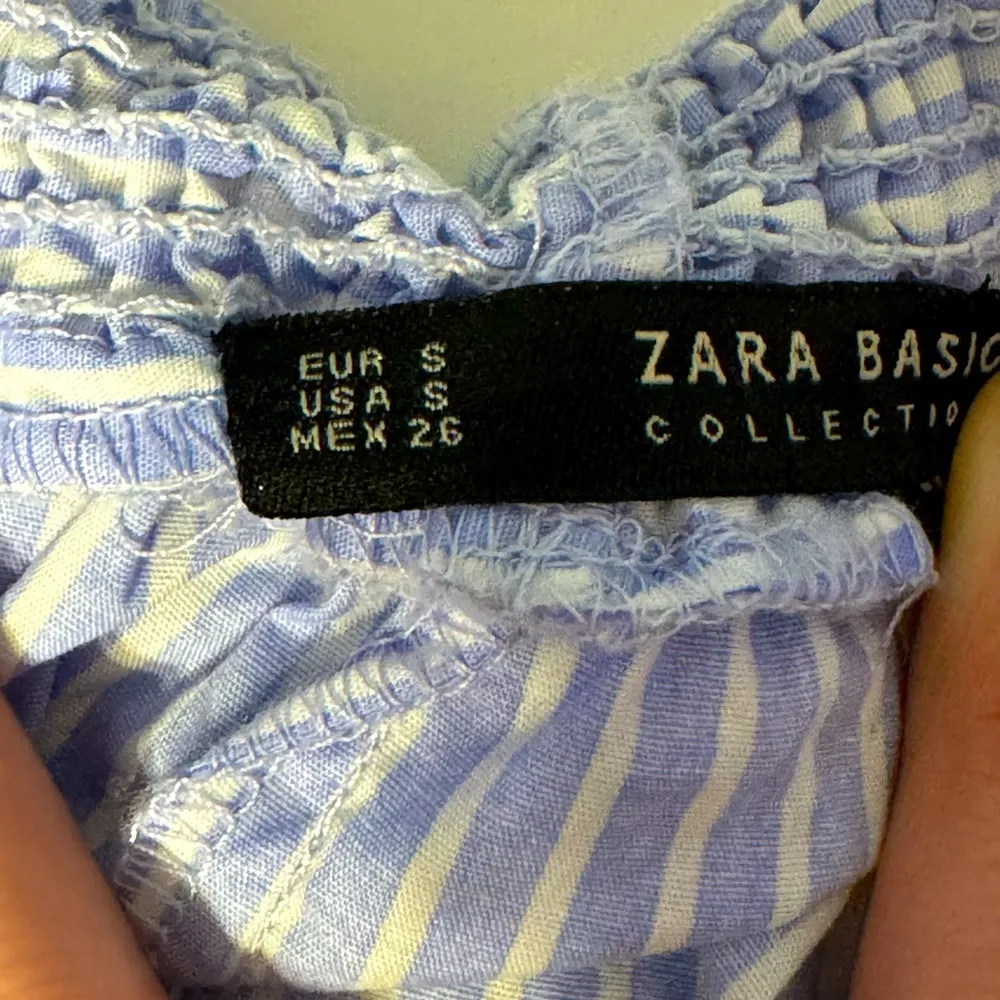 EUR S
USA S
MEX 26
ZARA BASIC
COLLECTIO